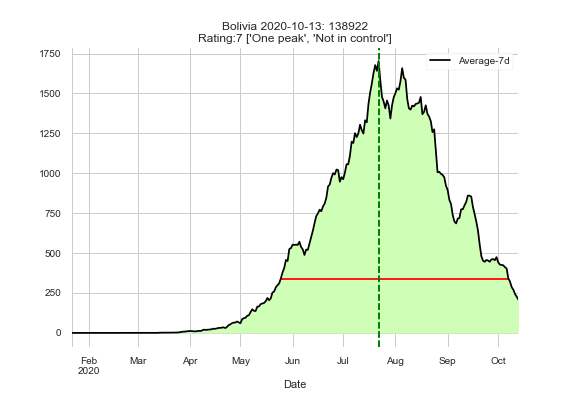 Bolivia 2020-10-13: 138922
Rating:7 ['One peak', 'Not in control']
Average-7d
1750
1500
1250
1000
750
500
250
0
Feb Mar Apr May Jun Jul Aug Sep Oct
2020
Date